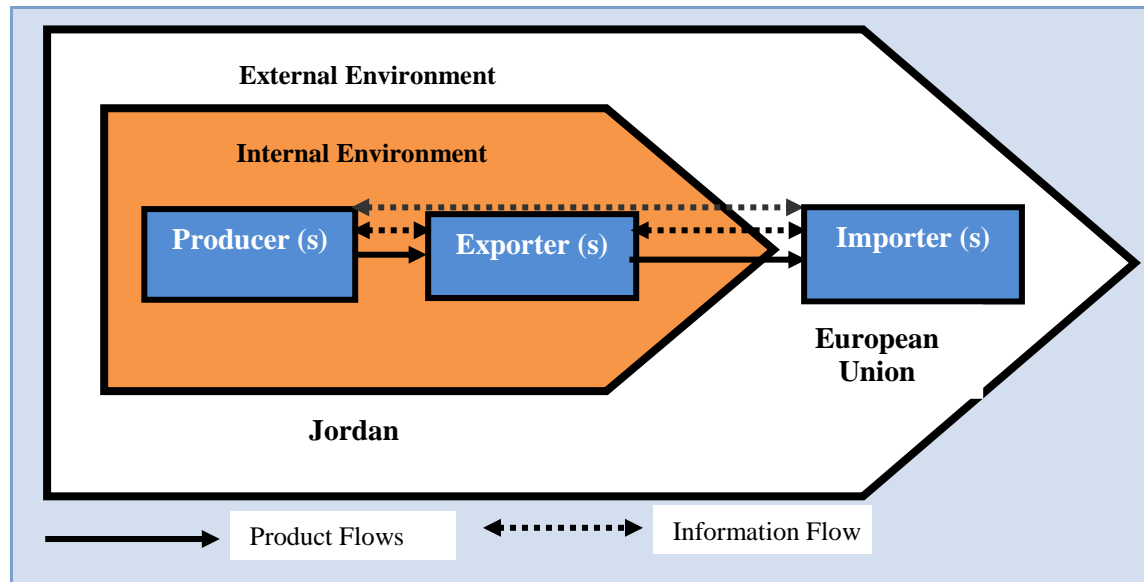 External Environment
Internal Environment
Producer (s)
Exporter (s)
Importer (s)
European
Union
Jordan
Product Flows
Information Flow